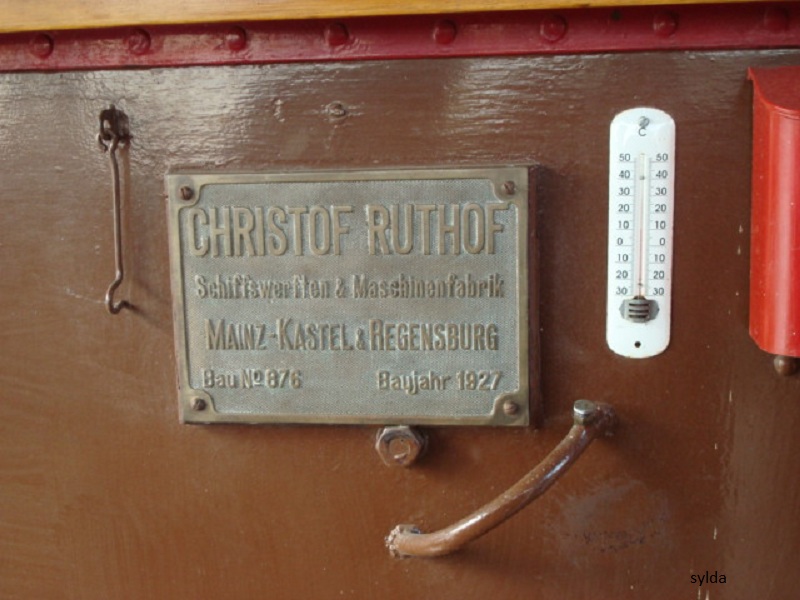 CHRISTOF RUTHOF
Schiffswerften & Maschinenfabrik
MAINZ-KASTEL & REGENSBURG
Bau No 876 Baujahr 1927
C
50 50
40 40
30 30
20 20
10 10
0 0
10 10
20 20
30 30
sylda